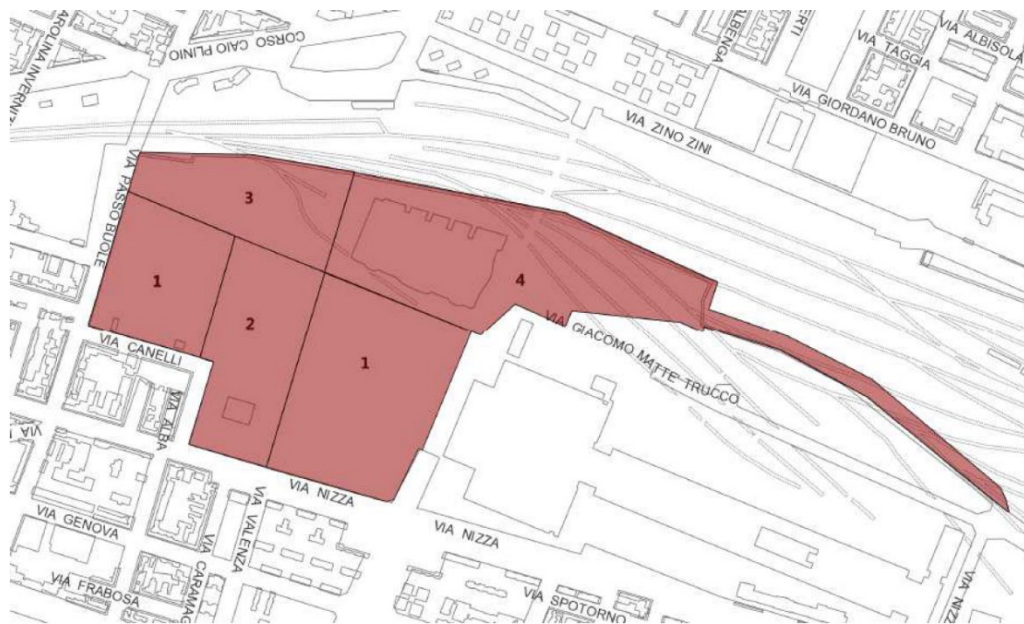 CORSO CAIO PLINIO
VIA ALBISOLA
VIA TAGGIA
VIA GIORDANO BRUNO
VIA ZINO ZINI
VIA PASSO BUOLE
3
4
1
2
1
VIA GIACOMO MATTE' TRUCCO
VIA CANELLI
VIA ALBA
VIA NIZZA
VIA GENOVA
VIA VALENZA
VIA NIZZA
VIA FRABOSA
VIA SPOTORNO